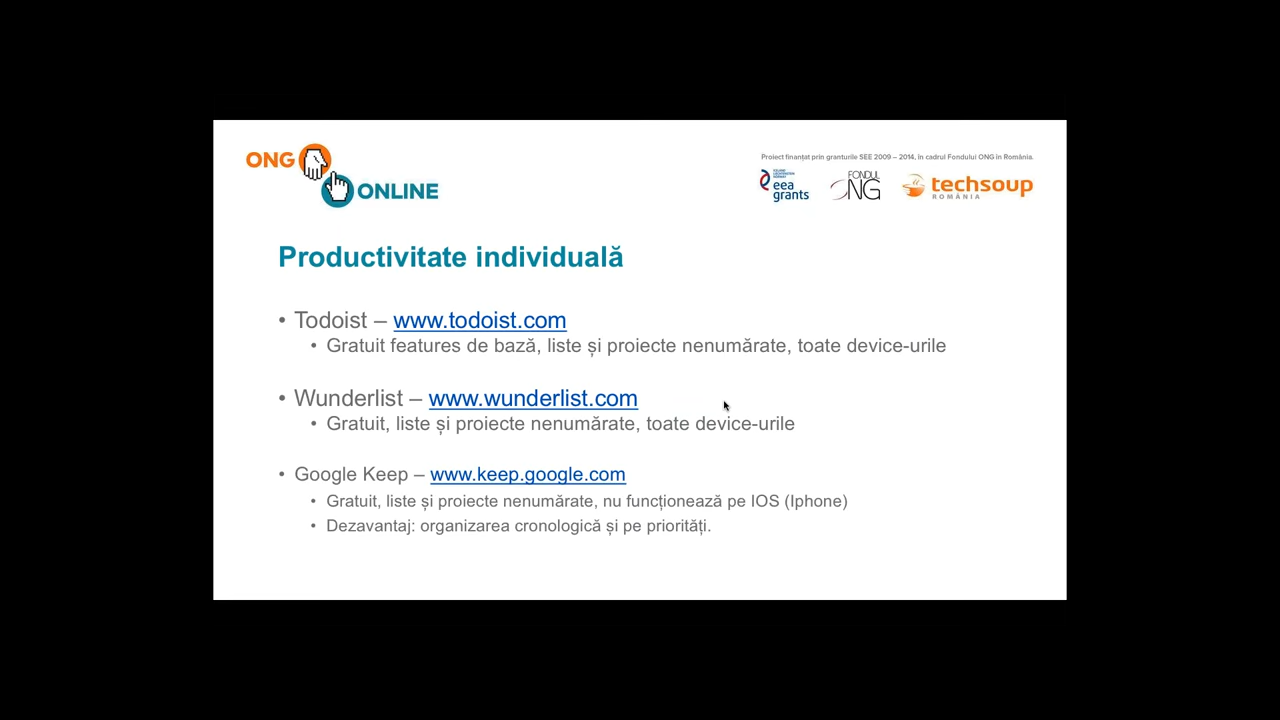 ONG
ONLINE
Proiect finanțat prin granturile SEE 2009 – 2014, în cadrul Fondului ONG în România.
eea
grants
FONDUL
NG
techsoup
ROMÂNIA
Productivitate individuală
• Todoist – www.todoist.com
• Gratuit features de bază, liste și proiecte nenumărate, toate device-urile
• Wunderlist – www.wunderlist.com
• Gratuit, liste și proiecte nenumărate, toate device-urile
• Google Keep – www.keep.google.com
• Gratuit, liste și proiecte nenumărate, nu funcționează pe IOS (Iphone)
• Dezavantaj: organizarea cronologică și pe priorități.